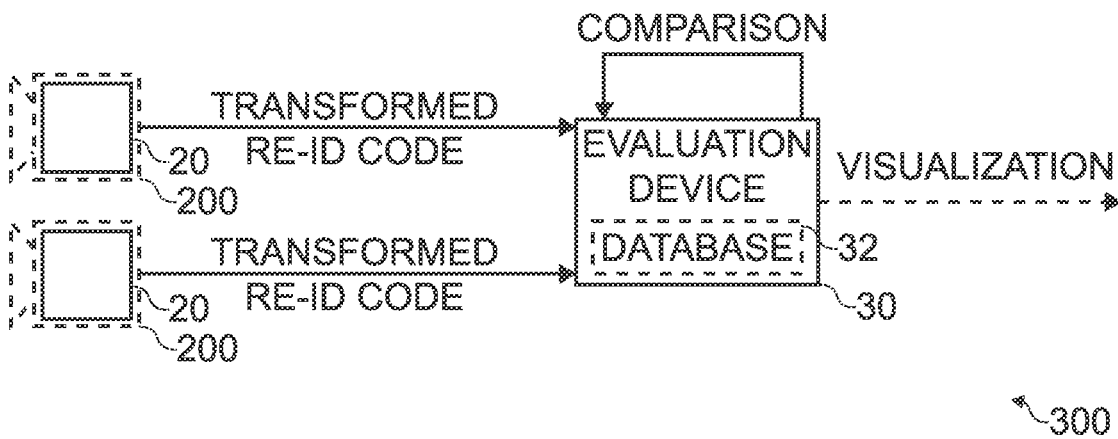 COMPARISON
TRANSFORMED
RE-ID CODE
20
200
EVALUATION
DEVICE
DATABASE
32
30
VISUALIZATION
TRANSFORMED
RE-ID CODE
20
200
300